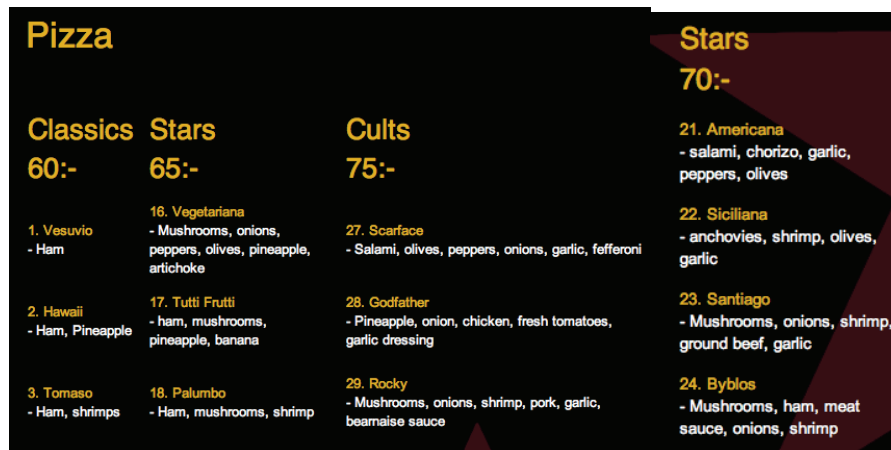 Pizza
Classics
60:-
1. Vesuvio
- Ham
2. Hawaii
- Ham, Pineapple
3. Tomaso
- Ham, shrimps
Stars
65:-
16. Vegetariana
- Mushrooms, onions,
peppers, olives, pineapple,
artichoke
17. Tutti Frutti
- ham, mushrooms,
pineapple, banana
18. Palumbo
- Ham, mushrooms, shrimp
Cults
75:-
27. Scarface
- Salami, olives, peppers, onions, garlic, fefferoni
28. Godfather
- Pineapple, onion, chicken, fresh tomatoes,
garlic dressing
29. Rocky
- Mushrooms, onions, shrimp, pork, garlic,
bearnaise sauce
Stars
70:-
21. Americana
- salami, chorizo, garlic,
peppers, olives
22. Siciliana
- anchovies, shrimp, olives,
garlic
23. Santiago
- Mushrooms, onions, shrimp,
ground beef, garlic
24. Byblos
- Mushrooms, ham, meat
sauce, onions, shrimp